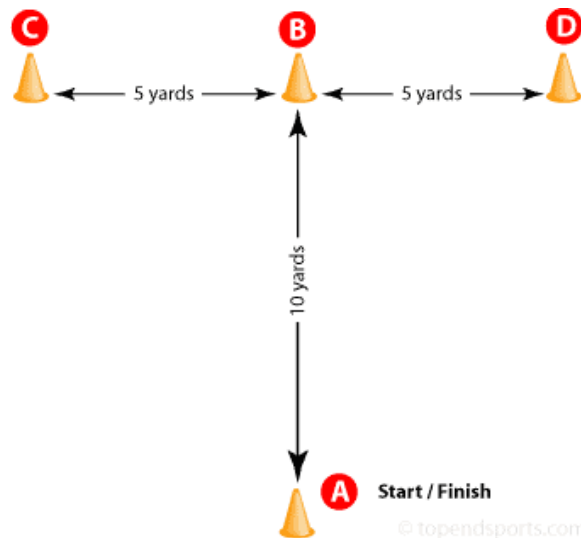 C
B
D
5 yards
5 yards
10 yards
A
Start / Finish
© topendsports.com